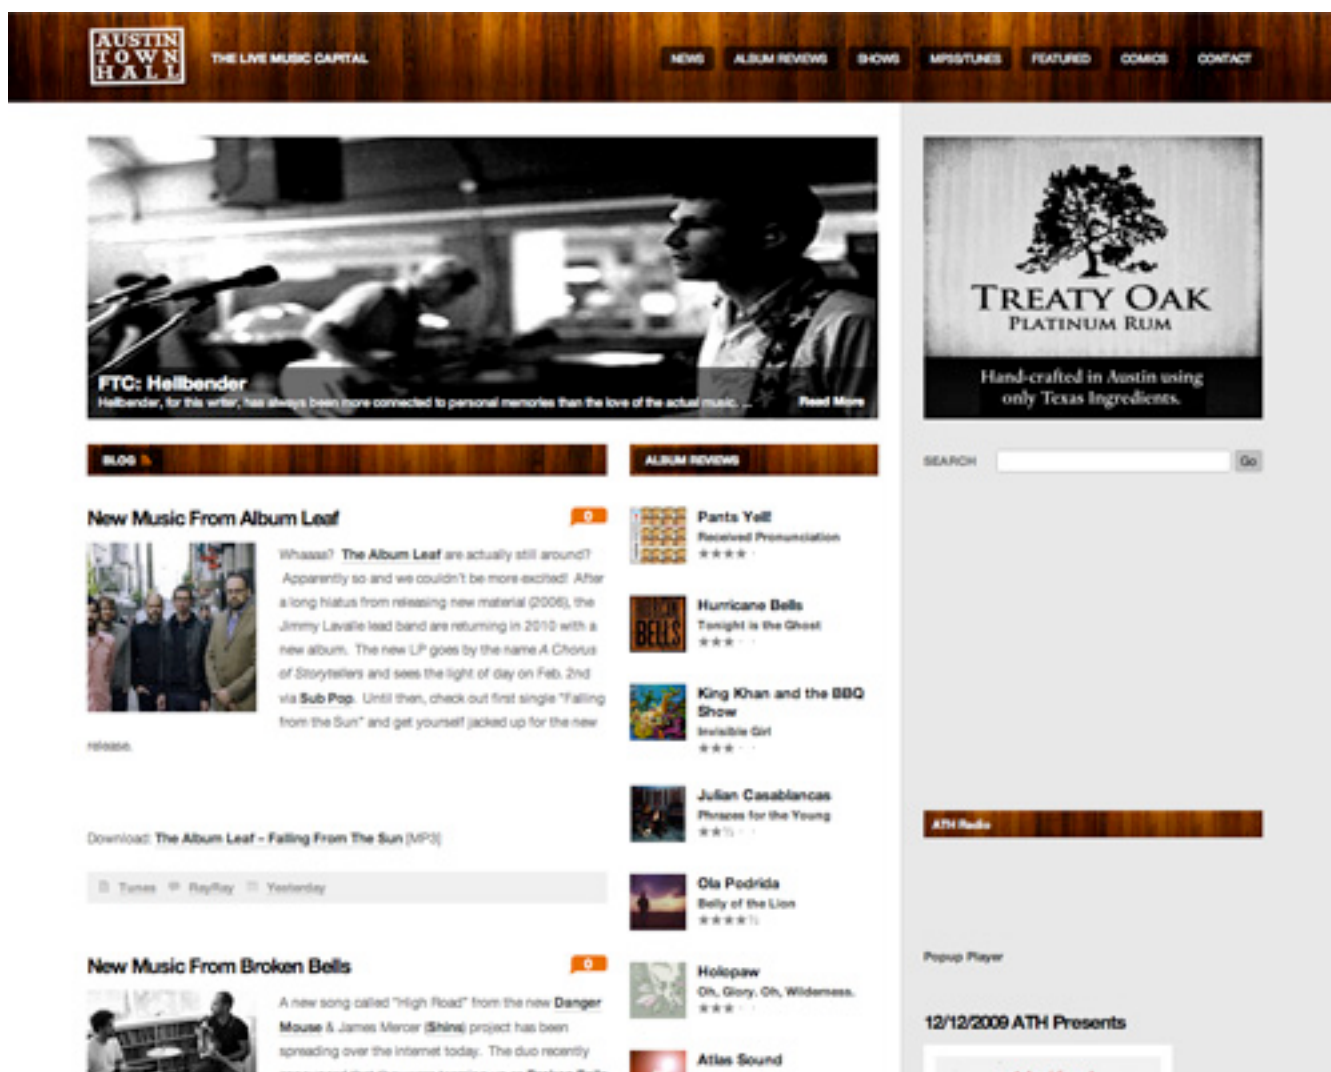 AUSTIN
TOWN
HALL
THE LIVE MUSIC CAPITAL
NEWS ALBUM REVIEWS SHOWS MP3S/TUNES FEATURED COMICS CONTACT
FTC: Hellbender
Hellbender, for this writer, has always been more connected to personal memories than the love of the actual music. ... Read More
TREATY OAK
PLATINUM RUM
Hand-crafted in Austin using
only Texas Ingredients.
BLOG
New Music From Album Leaf
0
Whaaaa? The Album Leaf are actually still around?
Apparently so and we couldn't be more excited! After
a long hiatus from releasing new material (2006), the
Jimmy Lavalle lead band are returning in 2010 with a
new album. The new LP goes by the name A Chorus
of Storytellers and sees the light of day on Feb. 2nd
via Sub Pop. Until then, check out first single "Falling
from the Sun" and get yourself jacked up for the new
release.
Download: The Album Leaf – Falling From The Sun [MP3]
Tunes RayRay Yesterday
New Music From Broken Bells
0
A new song called "High Road" from the new Danger
Mouse & James Mercer (Shins) project has been
spreading over the internet today. The duo recently
ALBUM REVIEWS
Pants Yell!
Received Pronunciation
★★★★
Hurricane Bells
Tonight is the Ghost
★★★
King Khan and the BBQ
Show
Invisible Girl
★★★
Julian Casablancas
Phrazes for the Young
★★½
Ola Podrida
Belly of the Lion
★★★★½
Holopaw
Oh, Glory. Oh, Wilderness.
★★★
Atlas Sound
SEARCH Go
ATH Radio
Popup Player
12/12/2009 ATH Presents